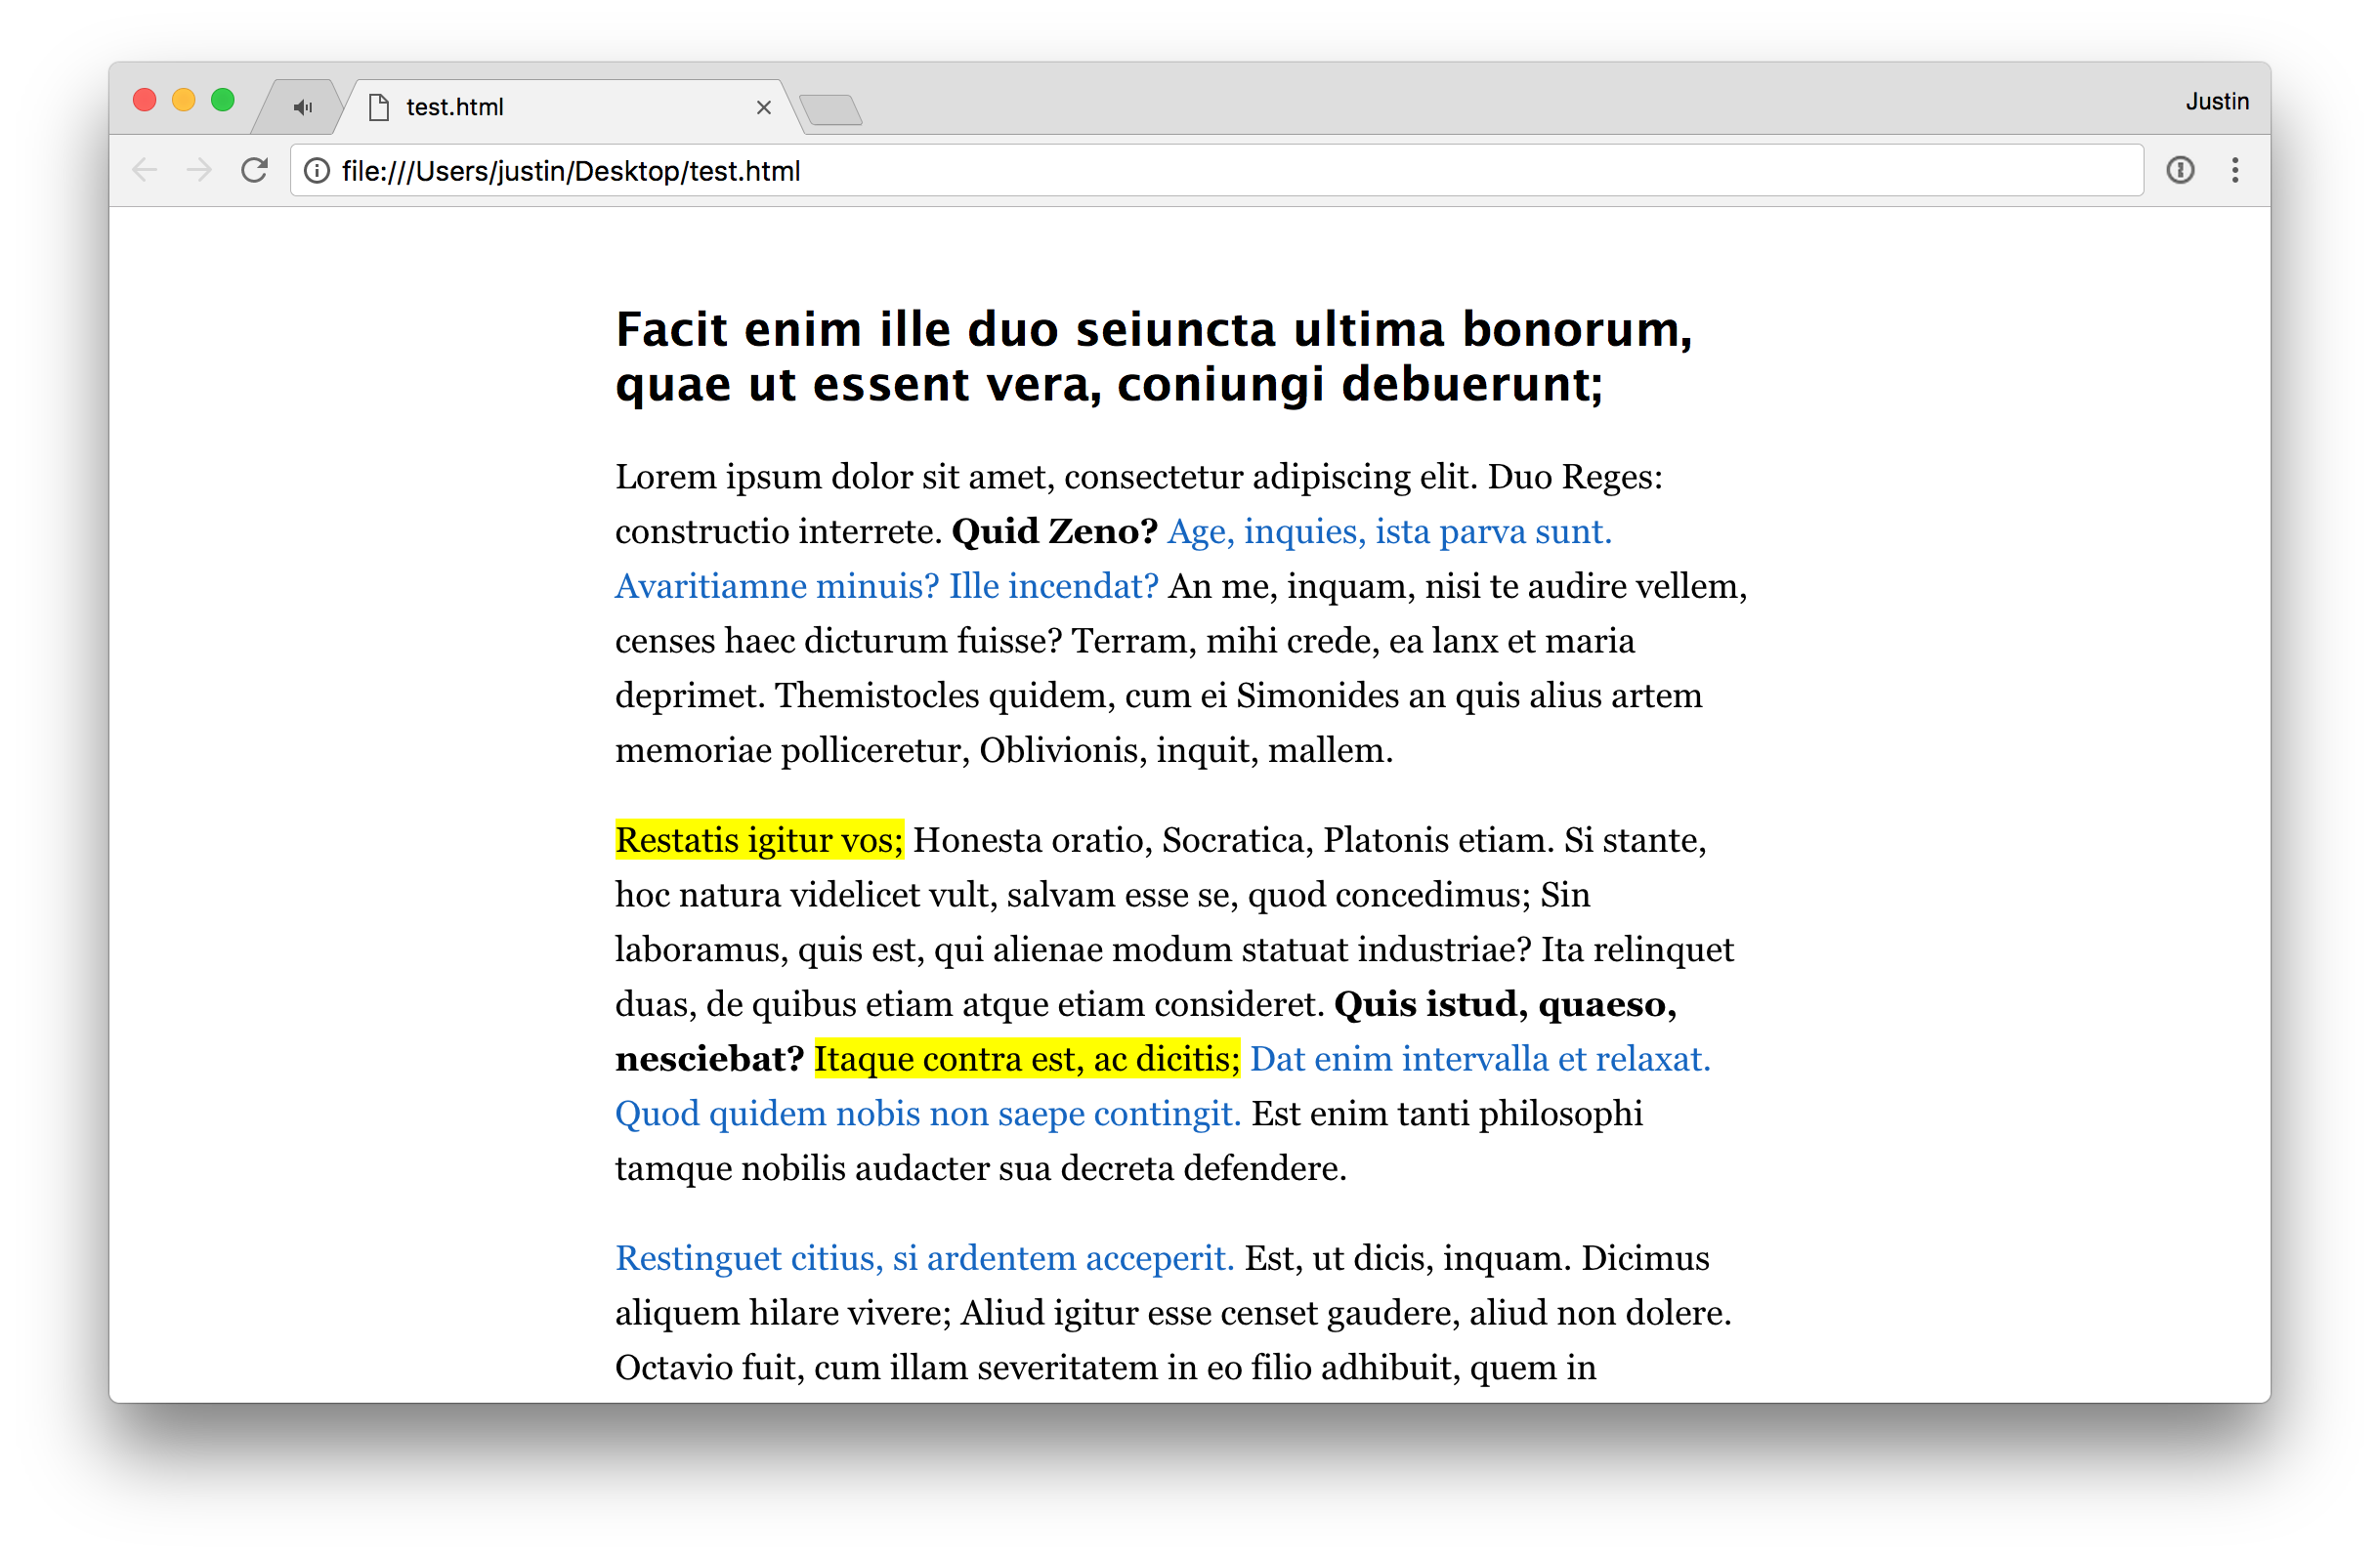 test.html
Justin
file:///Users/justin/Desktop/test.html
Facit enim ille duo seiuncta ultima bonorum,
quae ut essent vera, coniungi debuerunt;
Lorem ipsum dolor sit amet, consectetur adipiscing elit. Duo Reges:
constructio interrete. Quid Zeno? Age, inquies, ista parva sunt.
Avaritiamne minuis? Ille incendat? An me, inquam, nisi te audire vellem,
censes haec dicturum fuisse? Terram, mihi crede, ea lanx et maria
deprimet. Themistocles quidem, cum ei Simonides an quis alius artem
memoriae polliceretur, Oblivionis, inquit, mallem.
Restatis igitur vos; Honesta oratio, Socratica, Platonis etiam. Si stante,
hoc natura videlicet vult, salvam esse se, quod concedimus; Sin
laboramus, quis est, qui alienae modum statuat industriae? Ita relinquet
duas, de quibus etiam atque etiam consideret. Quis istud, quaeso,
nesciebat? Itaque contra est, ac dicitis; Dat enim intervalla et relaxat.
Quod quidem nobis non saepe contingit. Est enim tanti philosophi
tamque nobilis audacter sua decreta defendere.
Restinguet citius, si ardentem acceperit. Est, ut dicis, inquam. Dicimus
aliquem hilare vivere; Aliud igitur esse censet gaudere, aliud non dolere.
Octavio fuit, cum illam severitatem in eo filio adhibuit, quem in